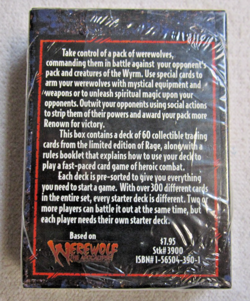 Take control of a pack of werewolves,
commanding them in battle against your opponent's
pack and creatures of the Wyrm. Use special cards to
arm your werewolves with mystical equipment and
weapons or to unleash spiritual magic upon your
opponents. Outwit your opponents using social actions
to strip them of their powers and award your pack more
Renown for victory.
This box contains a deck of 60 collectible trading
cards from the limited edition of Rage, along with a
rules booklet that explains how to use your deck to
play a fast-paced card game of heroic combat.
Each deck is pre-sorted to give you everything
you need to start a game. With over 300 different cards
in the entire set, every starter deck is different. Two or
more players can battle it out at the same time, but
each player needs their own starter deck.
Based on
WEREWOLF
$7.95
Stk# 3900
ISBN# 1-56504-390-1